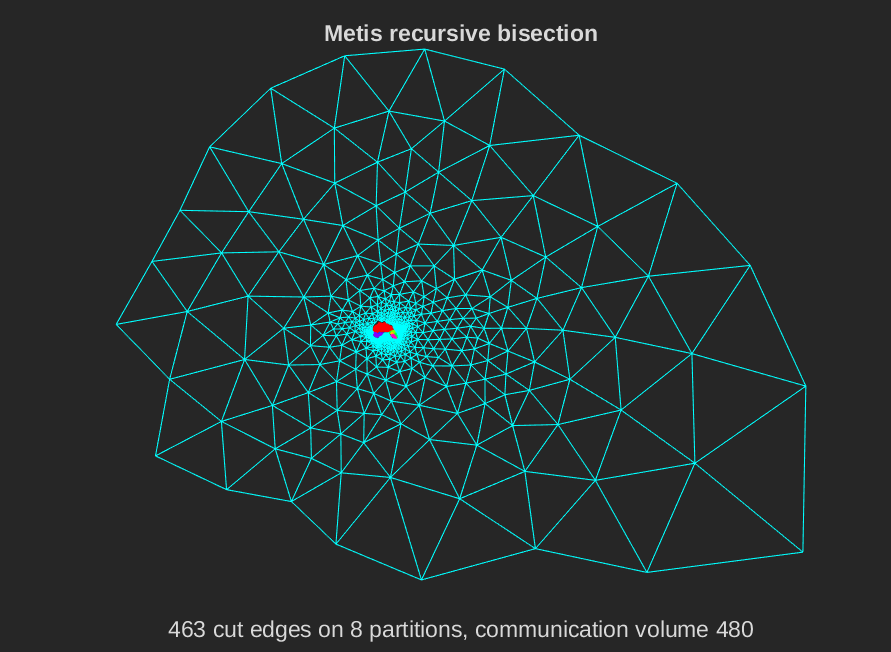 Metis recursive bisection
463 cut edges on 8 partitions, communication volume 480